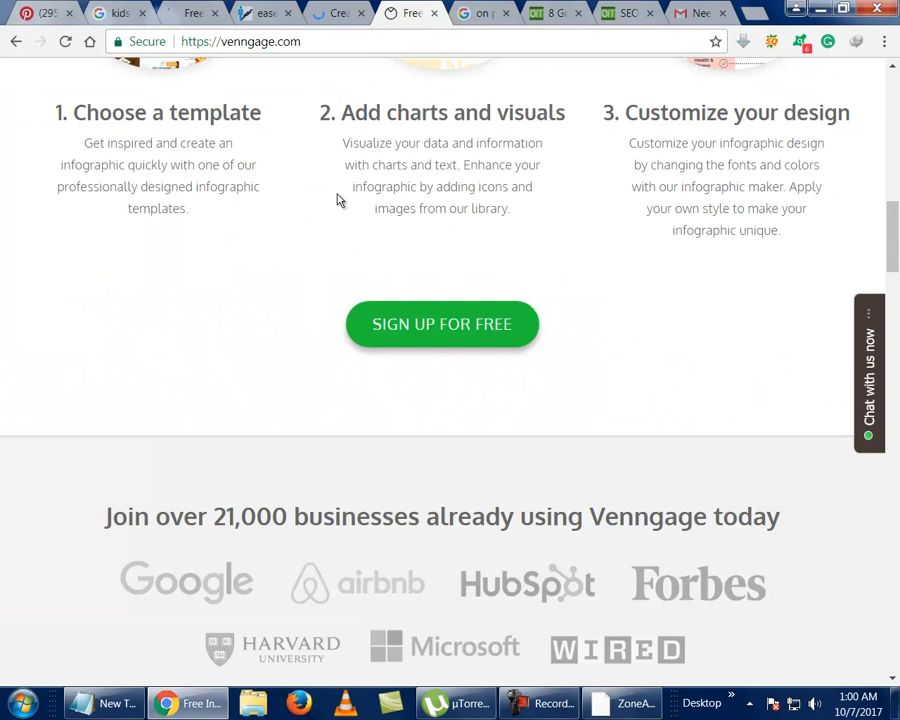 (295
kids
Free
ease
Crea
Free
on p
8 Gr
SEO
Nee
Secure
https://venngage.com
6
1. Choose a template
2. Add charts and visuals
3. Customize your design
Get inspired and create an
infographic quickly with one of our
professionally designed infographic
templates.
Visualize your data and information
with charts and text. Enhance your
infographic by adding icons and
images from our library.
Customize your infographic design
by changing the fonts and colors
with our infographic maker. Apply
your own style to make your
infographic unique.
SIGN UP FOR FREE
Chat with us now
Join over 21,000 businesses already using Venngage today
Google
airbnb
HubSpot
Forbes
HARVARD
UNIVERSITY
Microsoft
WIRED
New T...
Free In...
µTorre...
Record...
ZoneA...
Desktop
1:00 AM
10/7/2017